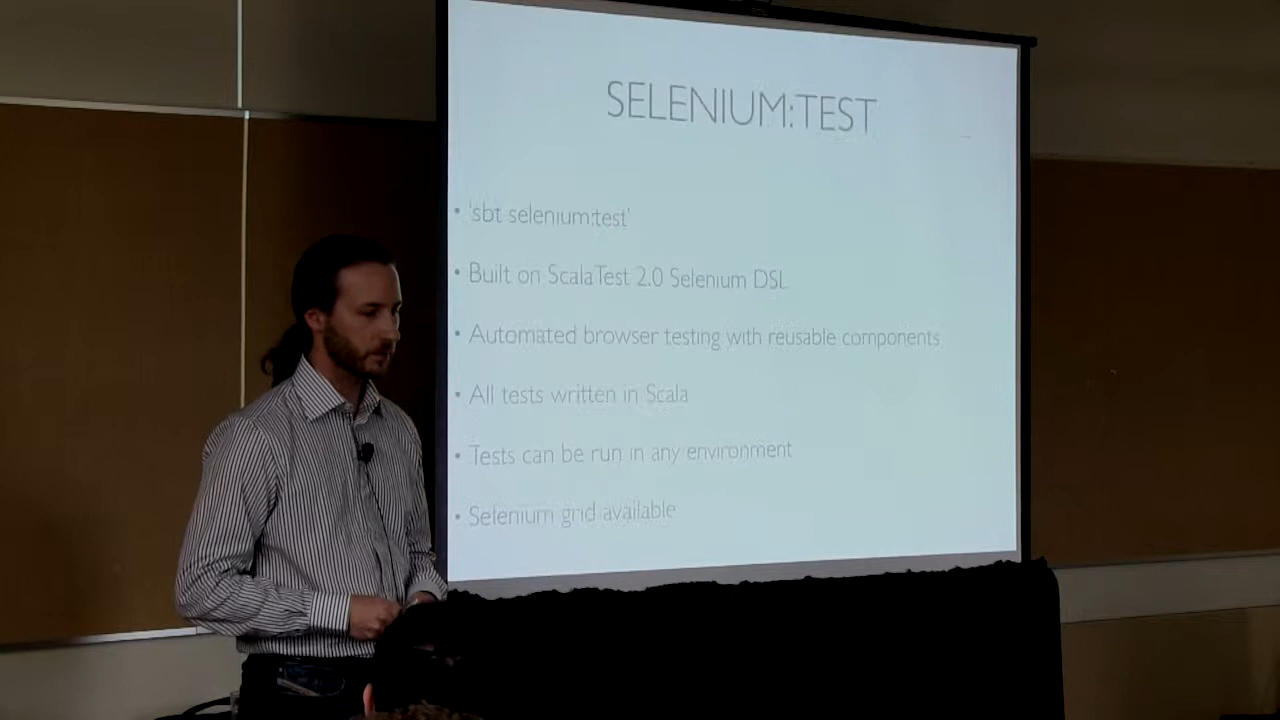 SELENIUM:TEST
• 'sbt selenium:test'
• Built on ScalaTest 2.0 Selenium DSL
• Automated browser testing with reusable components
• All tests written in Scala
• Tests can be run in any environment
• Selenium grid available